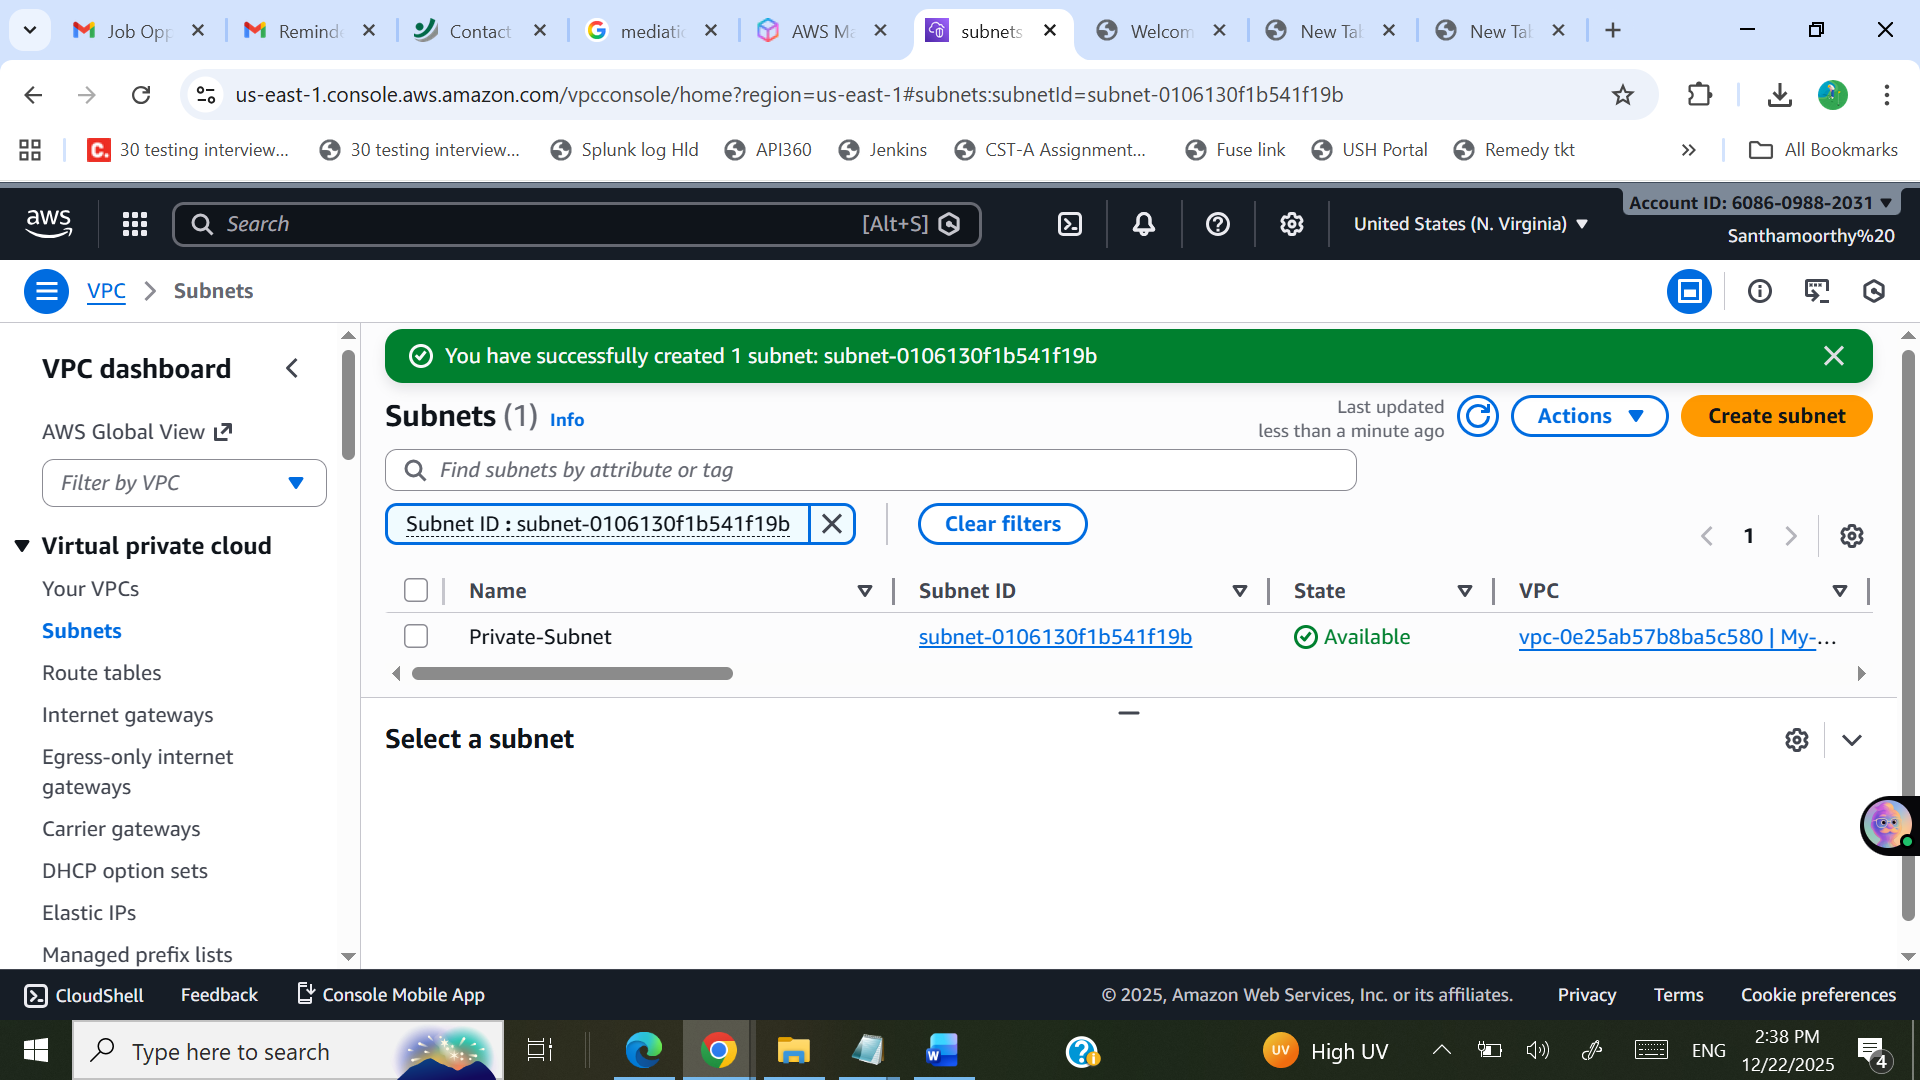 Job Opp
Reminde
Contact
mediati
AWS Ma
subnets
Welcom
New Tab
New Tab
us-east-1.console.aws.amazon.com/vpcconsole/home?region=us-east-1#subnets:subnetId=subnet-0106130f1b541f19b
30 testing interview...
30 testing interview...
Splunk log Hld
API360
Jenkins
CST-A Assignment...
Fuse link
USH Portal
Remedy tkt
All Bookmarks
aws
Search
[Alt+S]
United States (N. Virginia)
Account ID: 6086-0988-2031
Santhamoorthy%20
VPC
Subnets
VPC dashboard
AWS Global View
Filter by VPC
Virtual private cloud
Your VPCs
Subnets
Route tables
Internet gateways
Egress-only internet
gateways
Carrier gateways
DHCP option sets
Elastic IPs
Managed prefix lists
You have successfully created 1 subnet: subnet-0106130f1b541f19b
Subnets (1) Info
Last updated
less than a minute ago
Actions
Create subnet
Find subnets by attribute or tag
Subnet ID : subnet-0106130f1b541f19b
Clear filters
1
Name Subnet ID State VPC
Private-Subnet subnet-0106130f1b541f19b Available vpc-0e25ab57b8ba5c580 | My-...
Select a subnet
CloudShell Feedback Console Mobile App © 2025, Amazon Web Services, Inc. or its affiliates. Privacy Terms Cookie preferences
Type here to search
UV
High UV
ENG
2:38 PM
12/22/2025
4